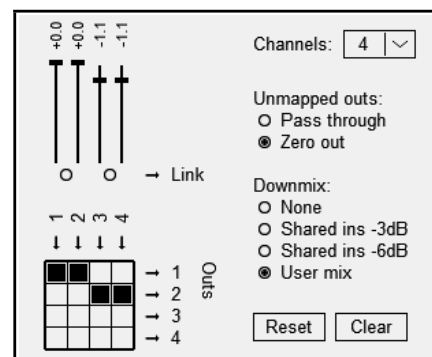 +0.0 +0.0 -1.1 -1.1
Channels: 4
Unmapped outs:
Pass through
Zero out
→ Link
Downmix:
None
Shared ins -3dB
Shared ins -6dB
User mix
1 2 3 4
↓ ↓ ↓ ↓
→ 1
→ 2
→ 3
→ 4
Outs
Reset Clear